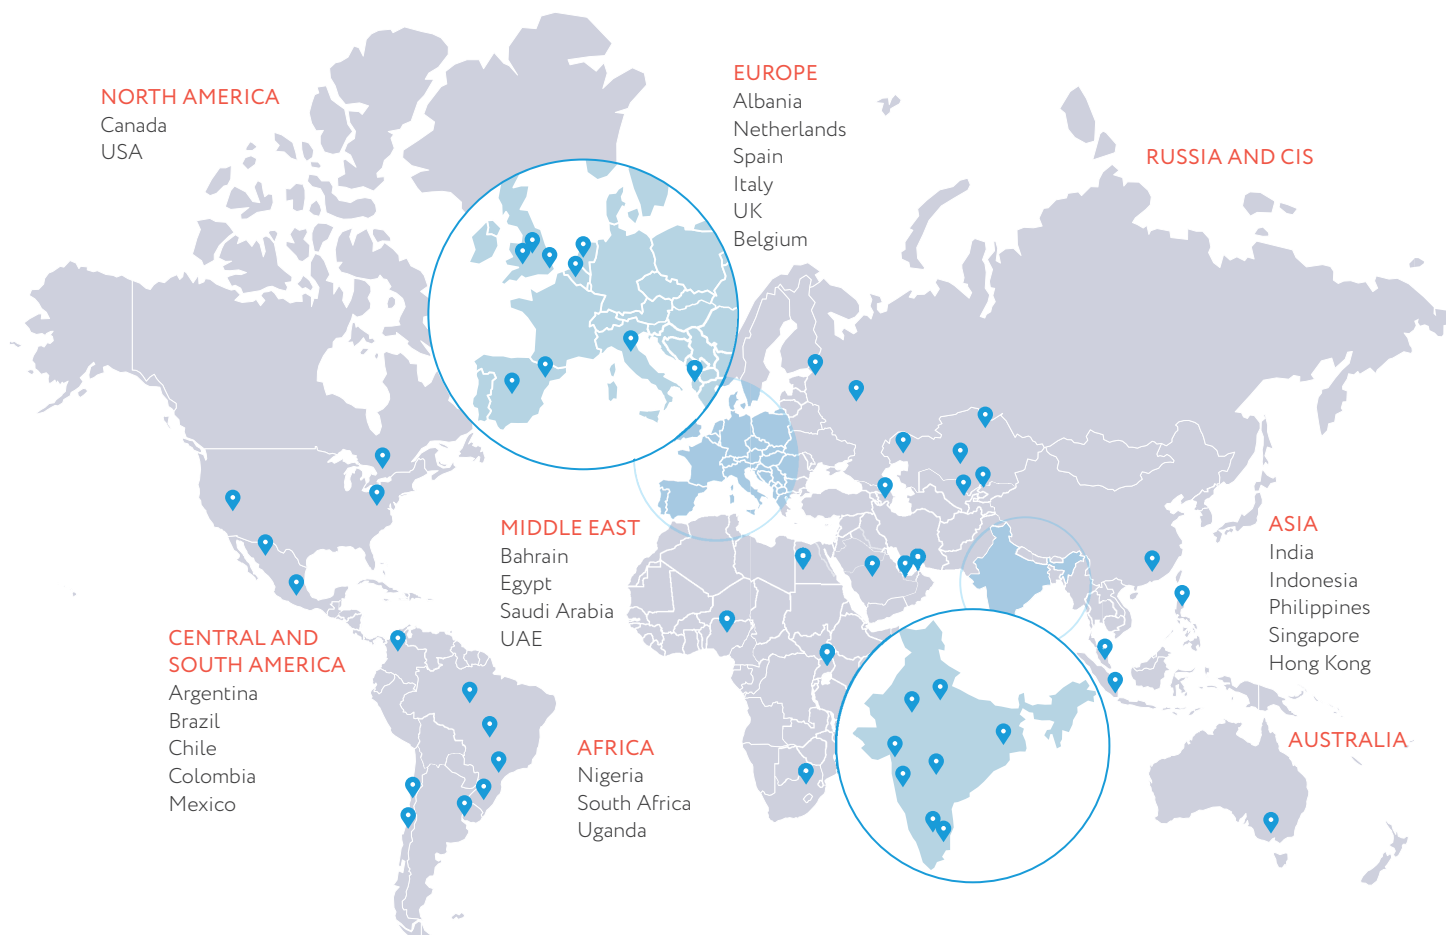 NORTH AMERICA
Canada
USA
EUROPE
Albania
Netherlands
Spain
Italy
UK
Belgium
RUSSIA AND CIS
MIDDLE EAST
Bahrain
Egypt
Saudi Arabia
UAE
ASIA
India
Indonesia
Philippines
Singapore
Hong Kong
CENTRAL AND
SOUTH AMERICA
Argentina
Brazil
Chile
Colombia
Mexico
AFRICA
Nigeria
South Africa
Uganda
AUSTRALIA